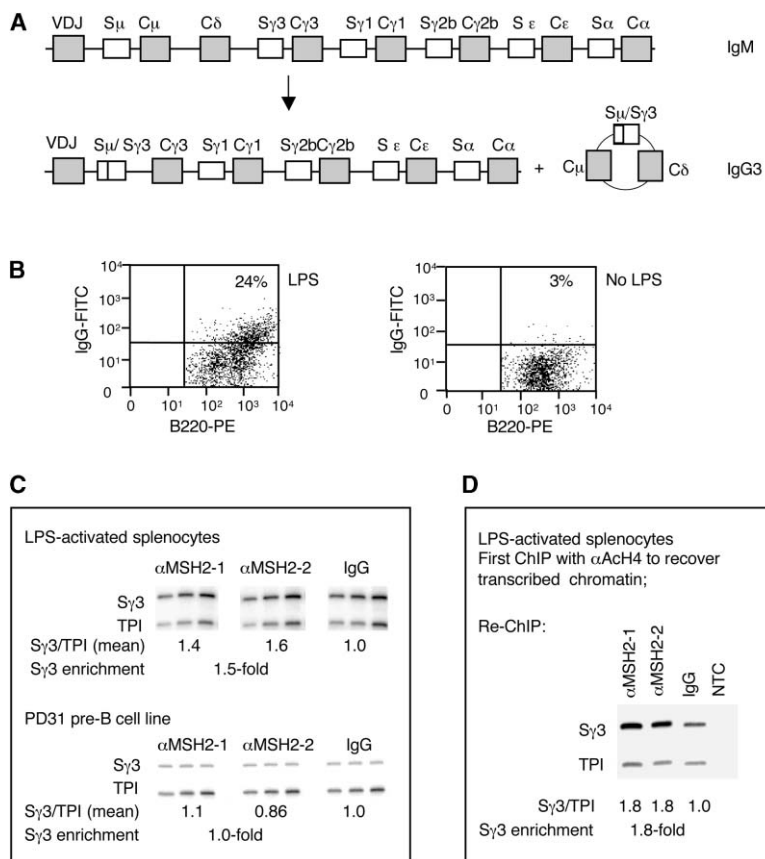 A
VDJ Sμ Cμ Cδ Sγ3 Cγ3 Sγ1 Cγ1 Sγ2b Cγ2b S ε Cε Sα Cα
IgM
Sμ/Sγ3
VDJ Sμ/ Sγ3 Cγ3 Sγ1 Cγ1 Sγ2bCγ2b S ε Cε Sα Cα
+ Cμ Cδ IgG3
B
10⁴ 24% LPS
10³
10²
10¹
0
IgG-FITC
0 10¹ 10² 10³ 10⁴
B220-PE
10⁴ 3% No LPS
10³
10²
10¹
0
IgG-FITC
0 10¹ 10² 10³ 10⁴
B220-PE
C
LPS-activated splenocytes
αMSH2-1 αMSH2-2 IgG
Sγ3
TPI
Sγ3/TPI (mean) 1.4 1.6 1.0
Sγ3 enrichment 1.5-fold
PD31 pre-B cell line
αMSH2-1 αMSH2-2 IgG
Sγ3
TPI
Sγ3/TPI (mean) 1.1 0.86 1.0
Sγ3 enrichment 1.0-fold
D
LPS-activated splenocytes
First ChIP with αAcH4 to recover
transcribed chromatin;
Re-ChIP:
αMSH2-1
αMSH2-2
IgG
NTC
Sγ3
TPI
Sγ3/TPI 1.8 1.8 1.0
Sγ3 enrichment 1.8-fold